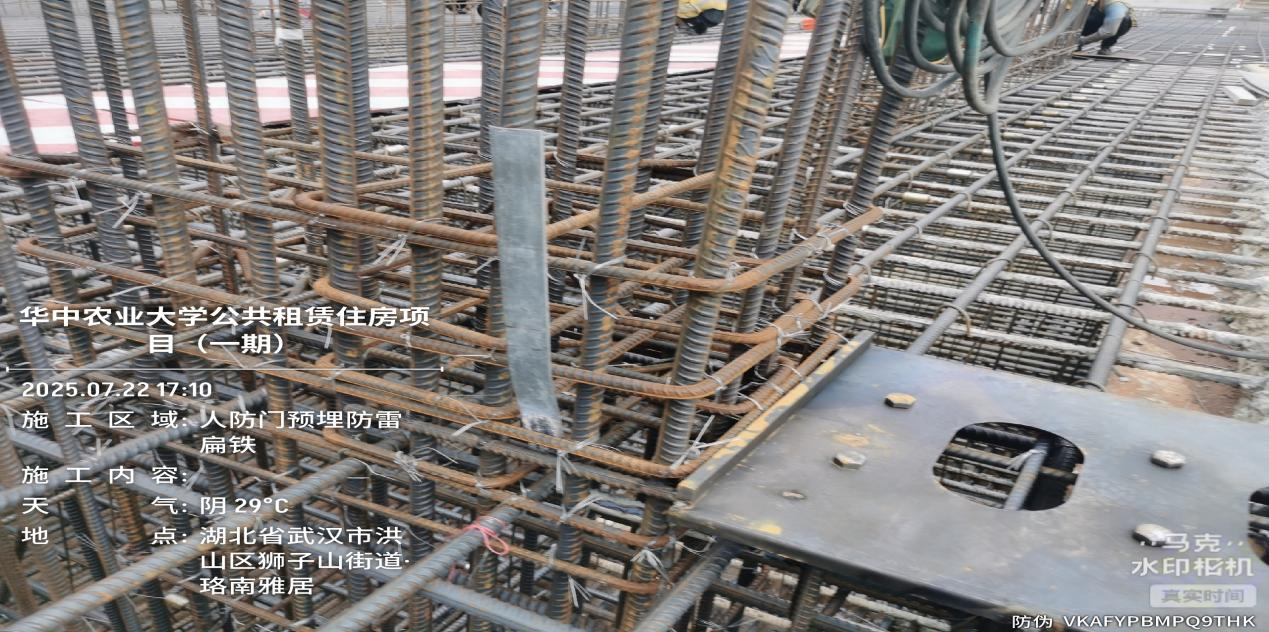 华中农业大学公共租赁住房项
目（一期）
2025.07.22 17:10
施工区域：人防门预埋防雷
扁铁
施工内容：
天气：阴 29°C
地点：湖北省武汉市洪
山区狮子山街道·
珞南雅居
马克
水印相机
真实时间
防伪 VKAFYPBMPQ9THK